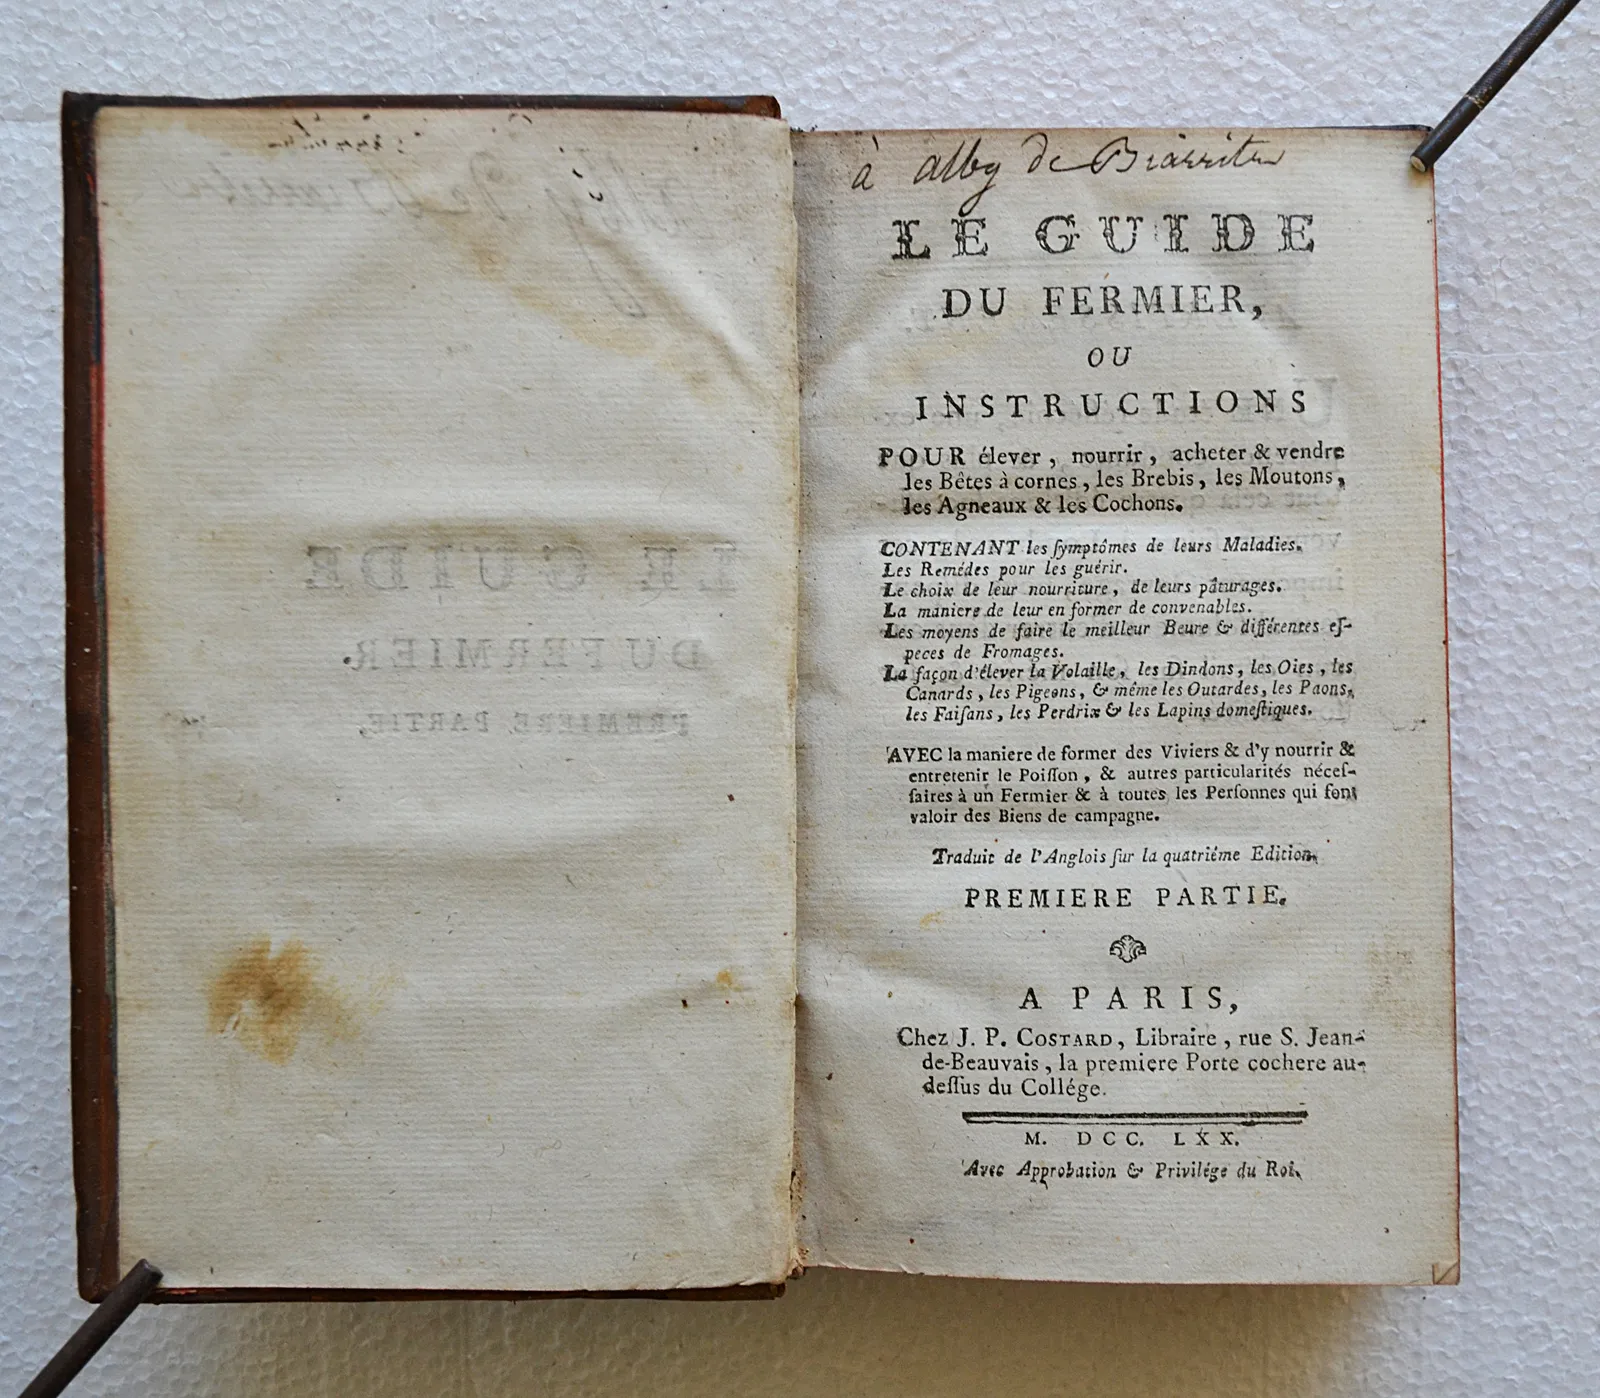 LE GUIDE
DU FERMIER.
PREMIERE PARTIE,
à alby de Biarritz
LE GUIDE
DU FERMIER,
OU
INSTRUCTIONS
POUR élever, nourrir, acheter & vendre
les Bêtes à cornes, les Brebis, les Moutons,
les Agneaux & les Cochons.
CONTENANT les ſymptômes de leurs Maladies.
Les Remédes pour les guérir.
Le choix de leur nourriture, de leurs pâturages.
La maniere de leur en former de convenables.
Les moyens de faire le meilleur Beure & différentes eſ-
peces de Fromages.
La façon d'élever la Volaille, les Dindons, les Oies, les
Canards, les Pigeons, & même les Outardes, les Paons,
les Faiſans, les Perdrix & les Lapins domeſtiques.
AVEC la maniere de former des Viviers & d'y nourrir &
entretenir le Poiſſon, & autres particularités néceſ-
ſaires à un Fermier & à toutes les Perſonnes qui font
valoir des Biens de campagne.
Traduit de l'Anglois ſur la quatriéme Edition.
PREMIERE PARTIE.
A PARIS,
Chez J. P. COSTARD, Libraire, rue S. Jean-
de-Beauvais, la premiere Porte cochere au-
deſſus du Collége.
M. DCC. LXX.
Avec Approbation & Privilége du Roi.